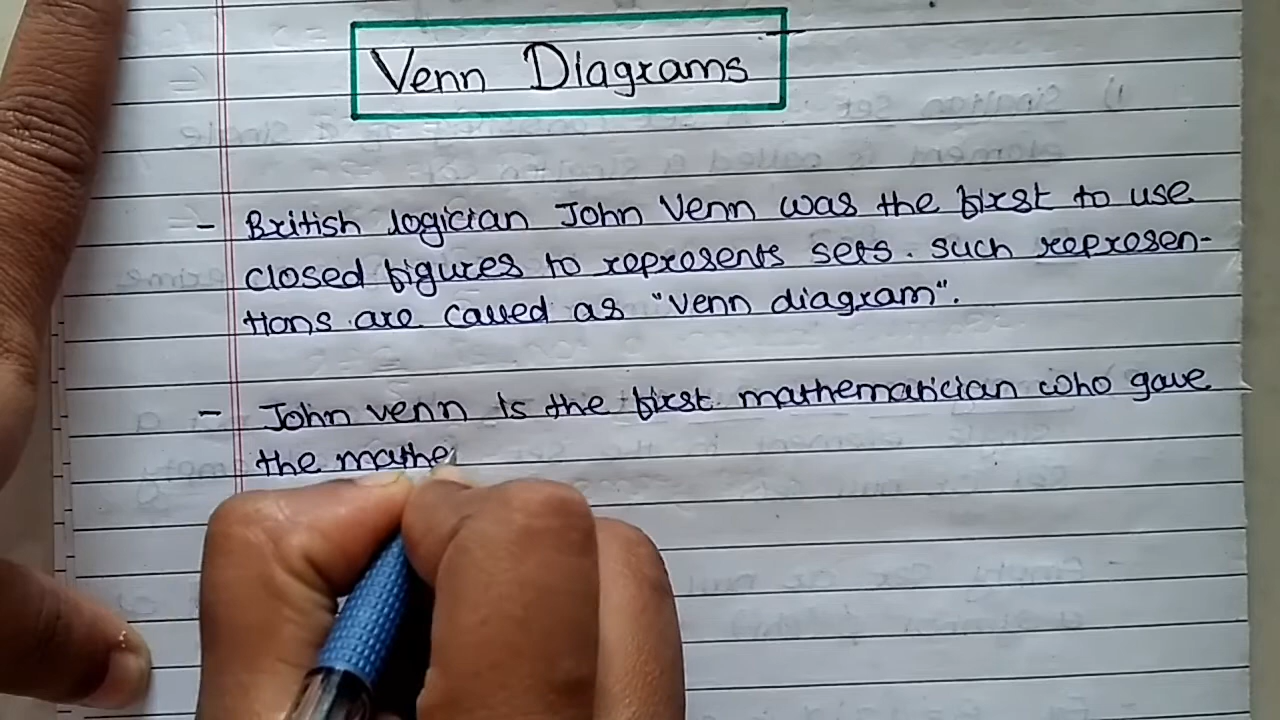 Venn Diagrams
- British logician John Venn was the first to use
closed figures to represents sets. such represen-
tions are called as "venn diagram".
- John venn is the first mathematician who gave
the mathe